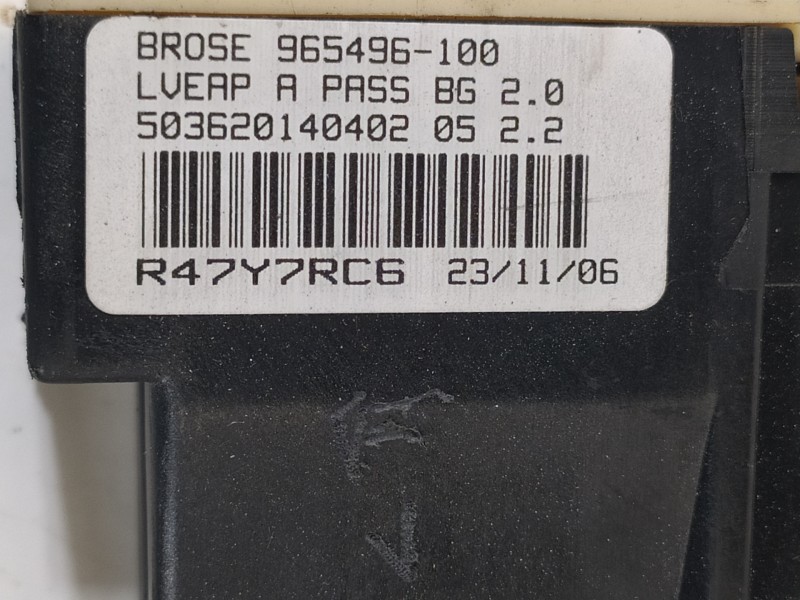 BROSE 965496-100
LVEAP A PASS BG 2.0
503620140402 05 2.2
R47Y7RC6 23/11/06